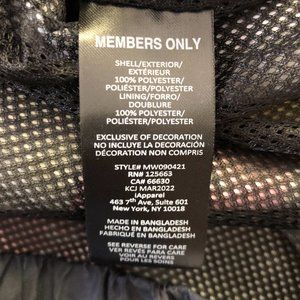 MEMBERS ONLY
SHELL/EXTERIOR/
EXTÉRIEUR
100% POLYESTER/
POLIÉSTER/POLYESTER
LINING/FORRO/
DOUBLURE
100% POLYESTER/
POLIÉSTER/POLYESTER
EXCLUSIVE OF DECORATION
NO INCLUYE LA DECORACIÓN
DÉCORATION NON COMPRIS
STYLE# MW090421
RN# 125663
CA# 66630
KCJ MAR2022
iApparel
463 7th Ave, Suite 601
New York, NY 10018
MADE IN BANGLADESH
HECHO EN BANGLADESH
FABRIQUÉ EN BANGLADESH
SEE REVERSE FOR CARE
VER AL REVERSO PARA CUIDADO
VOIR AU REVERS
POUR LES SOINS